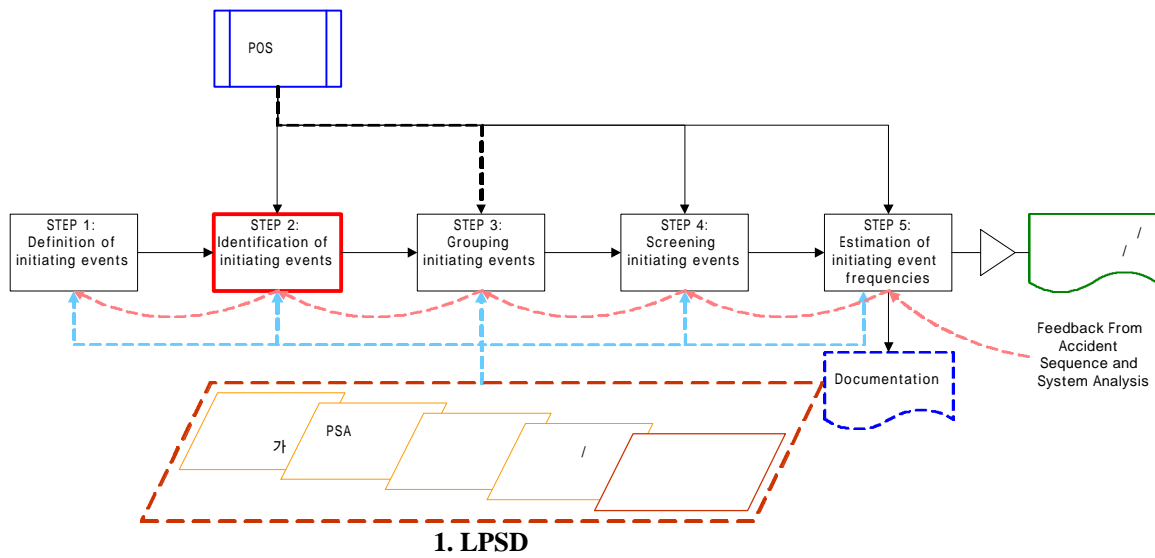 POS
STEP 1:
Definition of
initiating events
STEP 2:
Identification of
initiating events
STEP 3:
Grouping
initiating events
STEP 4:
Screening
initiating events
STEP 5:
Estimation of
initiating event
frequencies
/
/
Feedback From
Accident
Sequence and
System Analysis
Documentation
가
PSA
/
1. LPSD